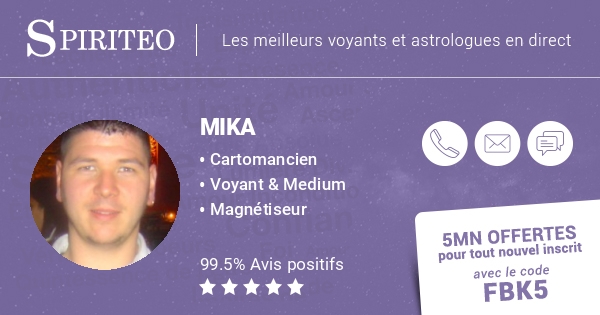 SPIRITEO
Les meilleurs voyants et astrologues en direct
MIKA
• Cartomancien
• Voyant & Medium
• Magnétiseur
99.5% Avis positifs
5MN OFFERTES
pour tout nouvel inscrit
avec le code
FBK5